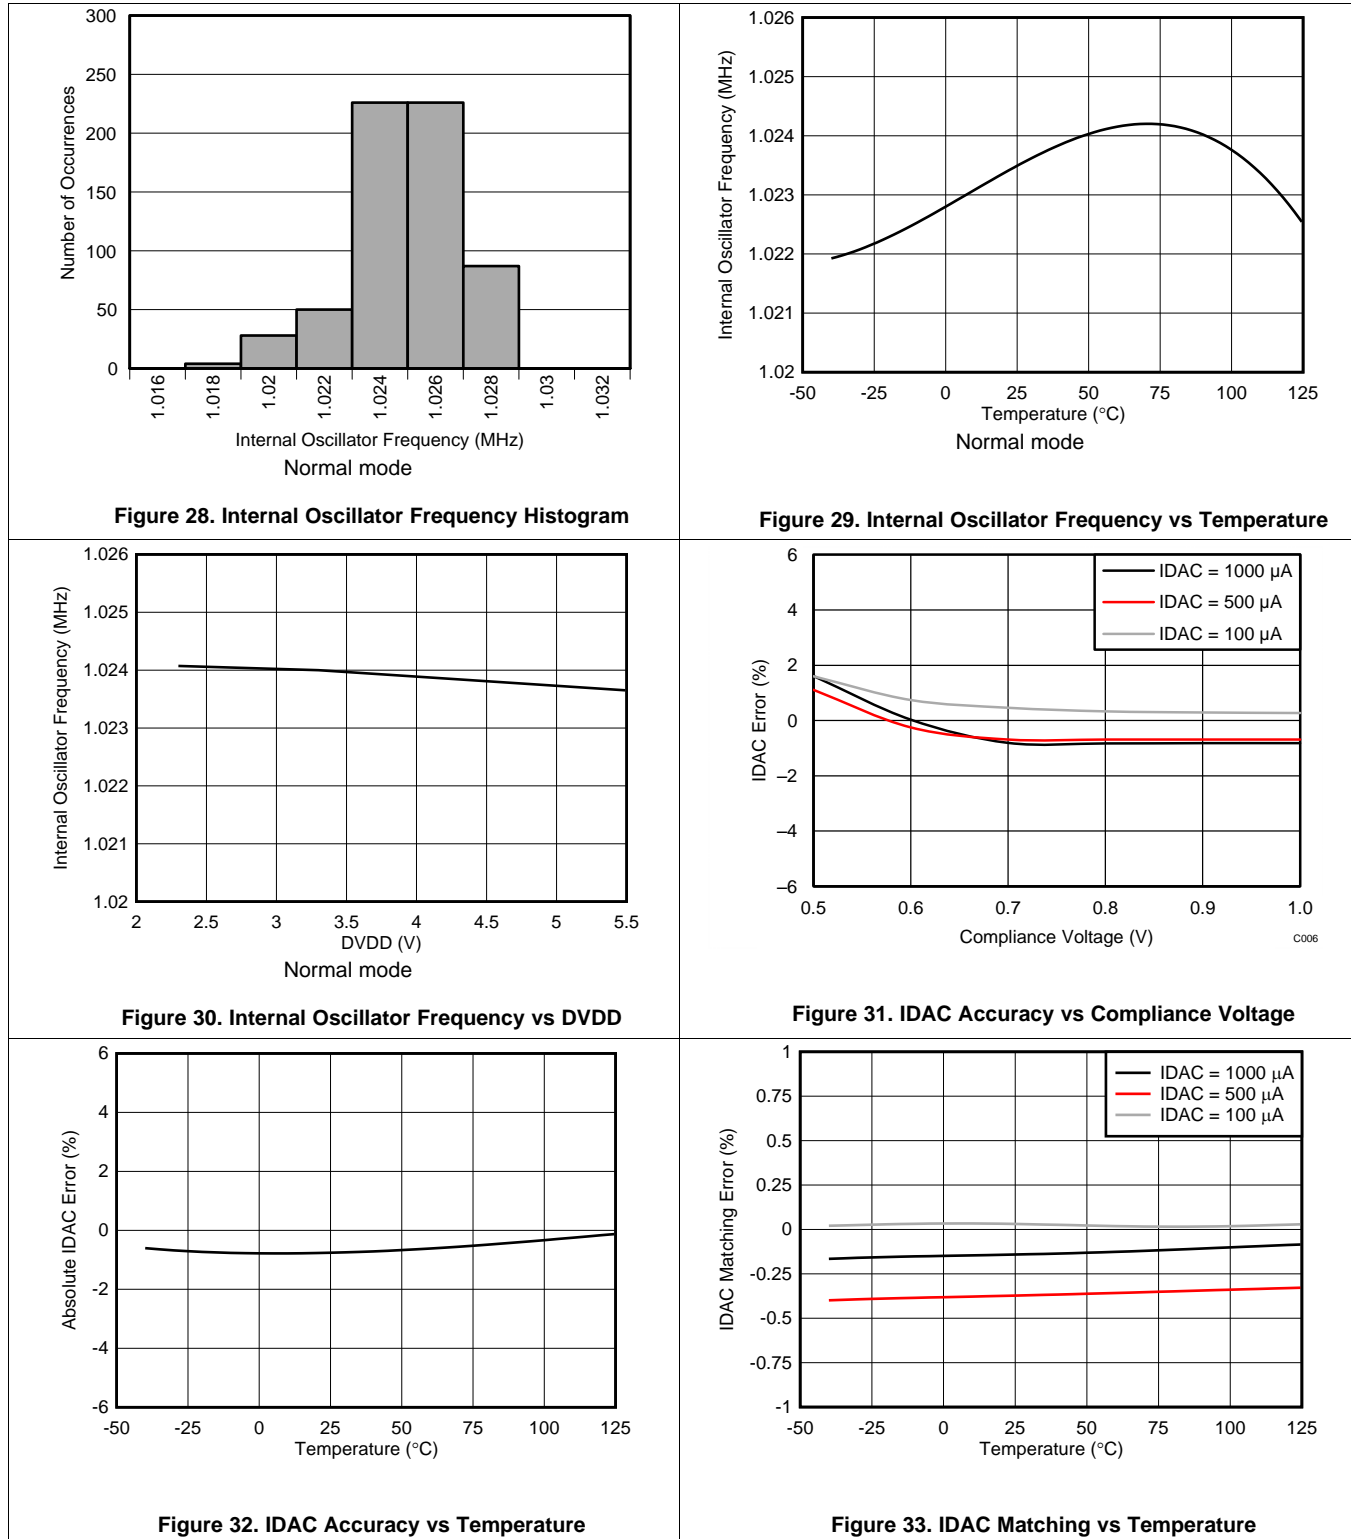 300
250
200
150
100
50
0
Number of Occurrences
1.016
1.018
1.02
1.022
1.024
1.026
1.028
1.03
1.032
Internal Oscillator Frequency (MHz)
Normal mode
Figure 28. Internal Oscillator Frequency Histogram
1.026
1.025
1.024
1.023
1.022
1.021
1.02
Internal Oscillator Frequency (MHz)
-50 -25 0 25 50 75 100 125
Temperature (°C)
Normal mode
Figure 29. Internal Oscillator Frequency vs Temperature
1.026
1.025
1.024
1.023
1.022
1.021
1.02
Internal Oscillator Frequency (MHz)
2 2.5 3 3.5 4 4.5 5 5.5
DVDD (V)
Normal mode
Figure 30. Internal Oscillator Frequency vs DVDD
6
4
2
0
–2
–4
–6
IDAC Error (%)
IDAC = 1000 µA
IDAC = 500 µA
IDAC = 100 µA
0.5 0.6 0.7 0.8 0.9 1.0
Compliance Voltage (V)
C006
Figure 31. IDAC Accuracy vs Compliance Voltage
6
4
2
0
-2
-4
-6
Absolute IDAC Error (%)
-50 -25 0 25 50 75 100 125
Temperature (°C)
Figure 32. IDAC Accuracy vs Temperature
1
0.75
0.5
0.25
0
-0.25
-0.5
-0.75
-1
IDAC Matching Error (%)
IDAC = 1000 µA
IDAC = 500 µA
IDAC = 100 µA
-50 -25 0 25 50 75 100 125
Temperature (°C)
Figure 33. IDAC Matching vs Temperature